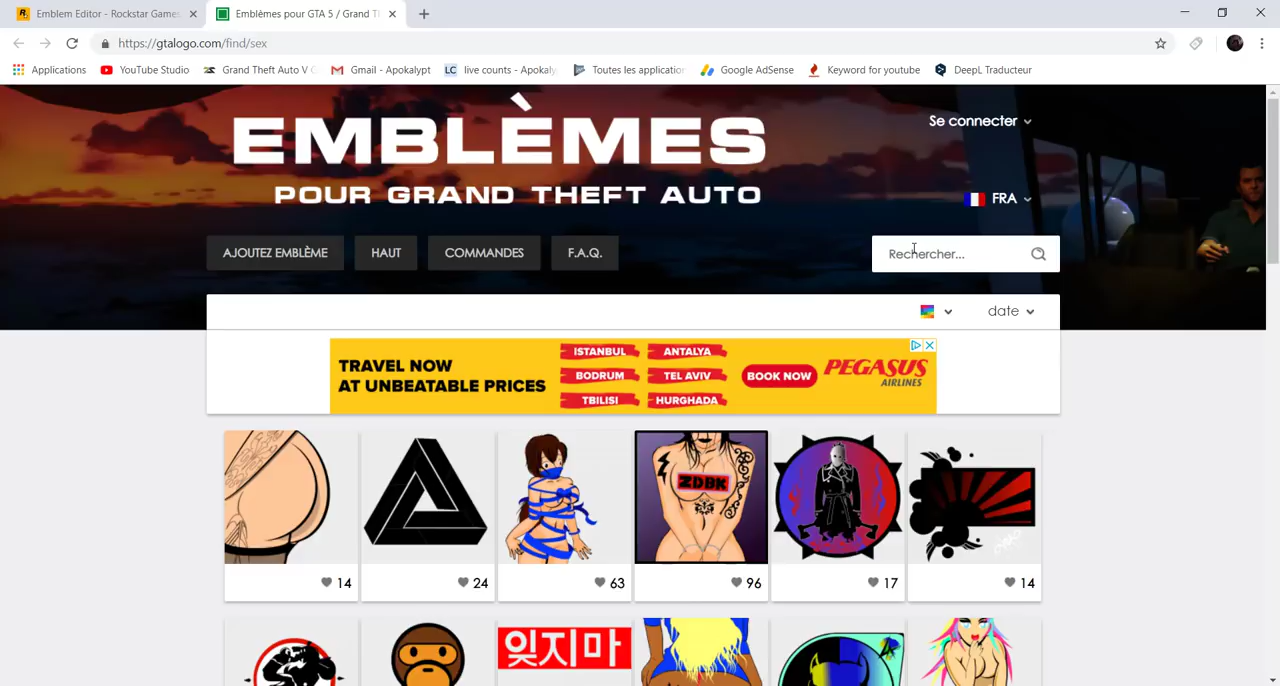 Emblem Editor - Rockstar Games
Emblèmes pour GTA 5 / Grand T
https://gtalogo.com/find/sex
Applications
YouTube Studio
Grand Theft Auto V
Gmail - Apokalypt
LC live counts - Apokaly
Toutes les application
Google AdSense
Keyword for youtube
DeepL Traducteur
EMBLÈMES
POUR GRAND THEFT AUTO
Se connecter
FRA
AJOUTEZ EMBLÈME
HAUT
COMMANDES
F.A.Q.
Rechercher...
date
TRAVEL NOW
AT UNBEATABLE PRICES
ISTANBUL
ANTALYA
BODRUM
TEL AVIV
TBILISI
HURGHADA
BOOK NOW
PEGASUS
AIRLINES
ZDBK
14
24
63
96
17
14
잊지마